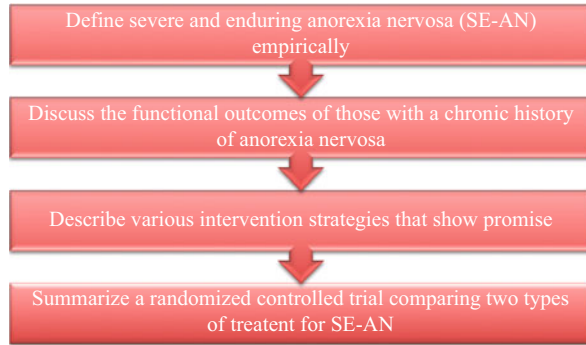 Define severe and enduring anorexia nervosa (SE-AN)
empirically
Discuss the functional outcomes of those with a chronic history
of anorexia nervosa
Describe various intervention strategies that show promise
Summarize a randomized controlled trial comparing two types
of treatent for SE-AN